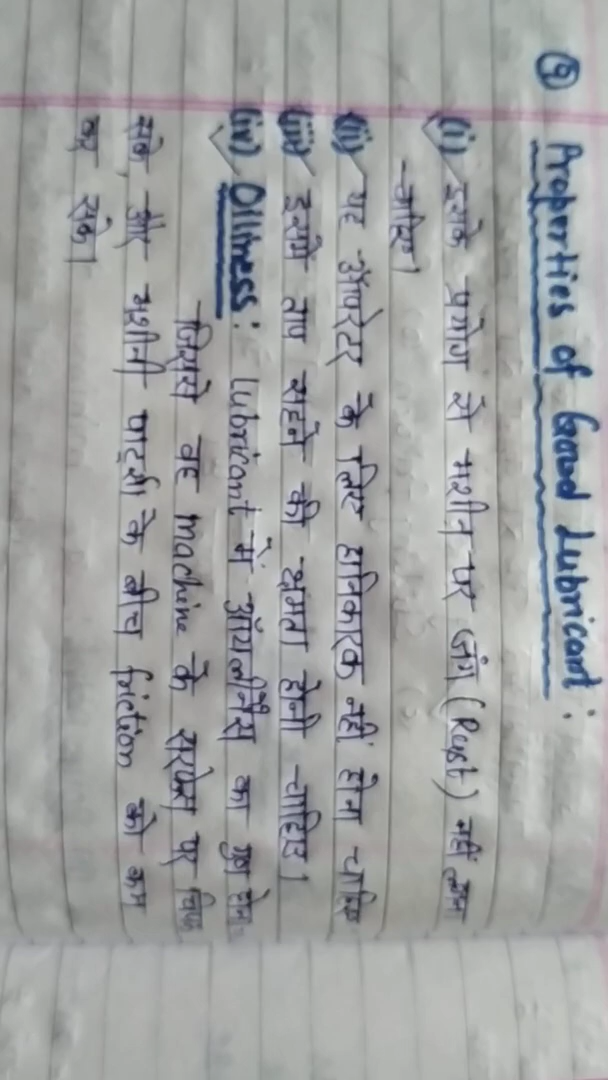 ९ Properties of Good Lubricant :
(i) इसके प्रयोग से मशीन पर जंग (Rust) नहीं लगना
चाहिए।
(ii) यह ऑपरेटर के लिए हानिकारक नहीं होना चाहिए
(iii) इसमें ताप सहने की क्षमता होनी चाहिए।
(iv) Oiliness: lubricant में ऑयलीनैस का गुण होना
जिससे वह machine के सरफेस पर चिपक
सके, और मशीनी पार्ट्स के बीच friction को कम
कर सके।